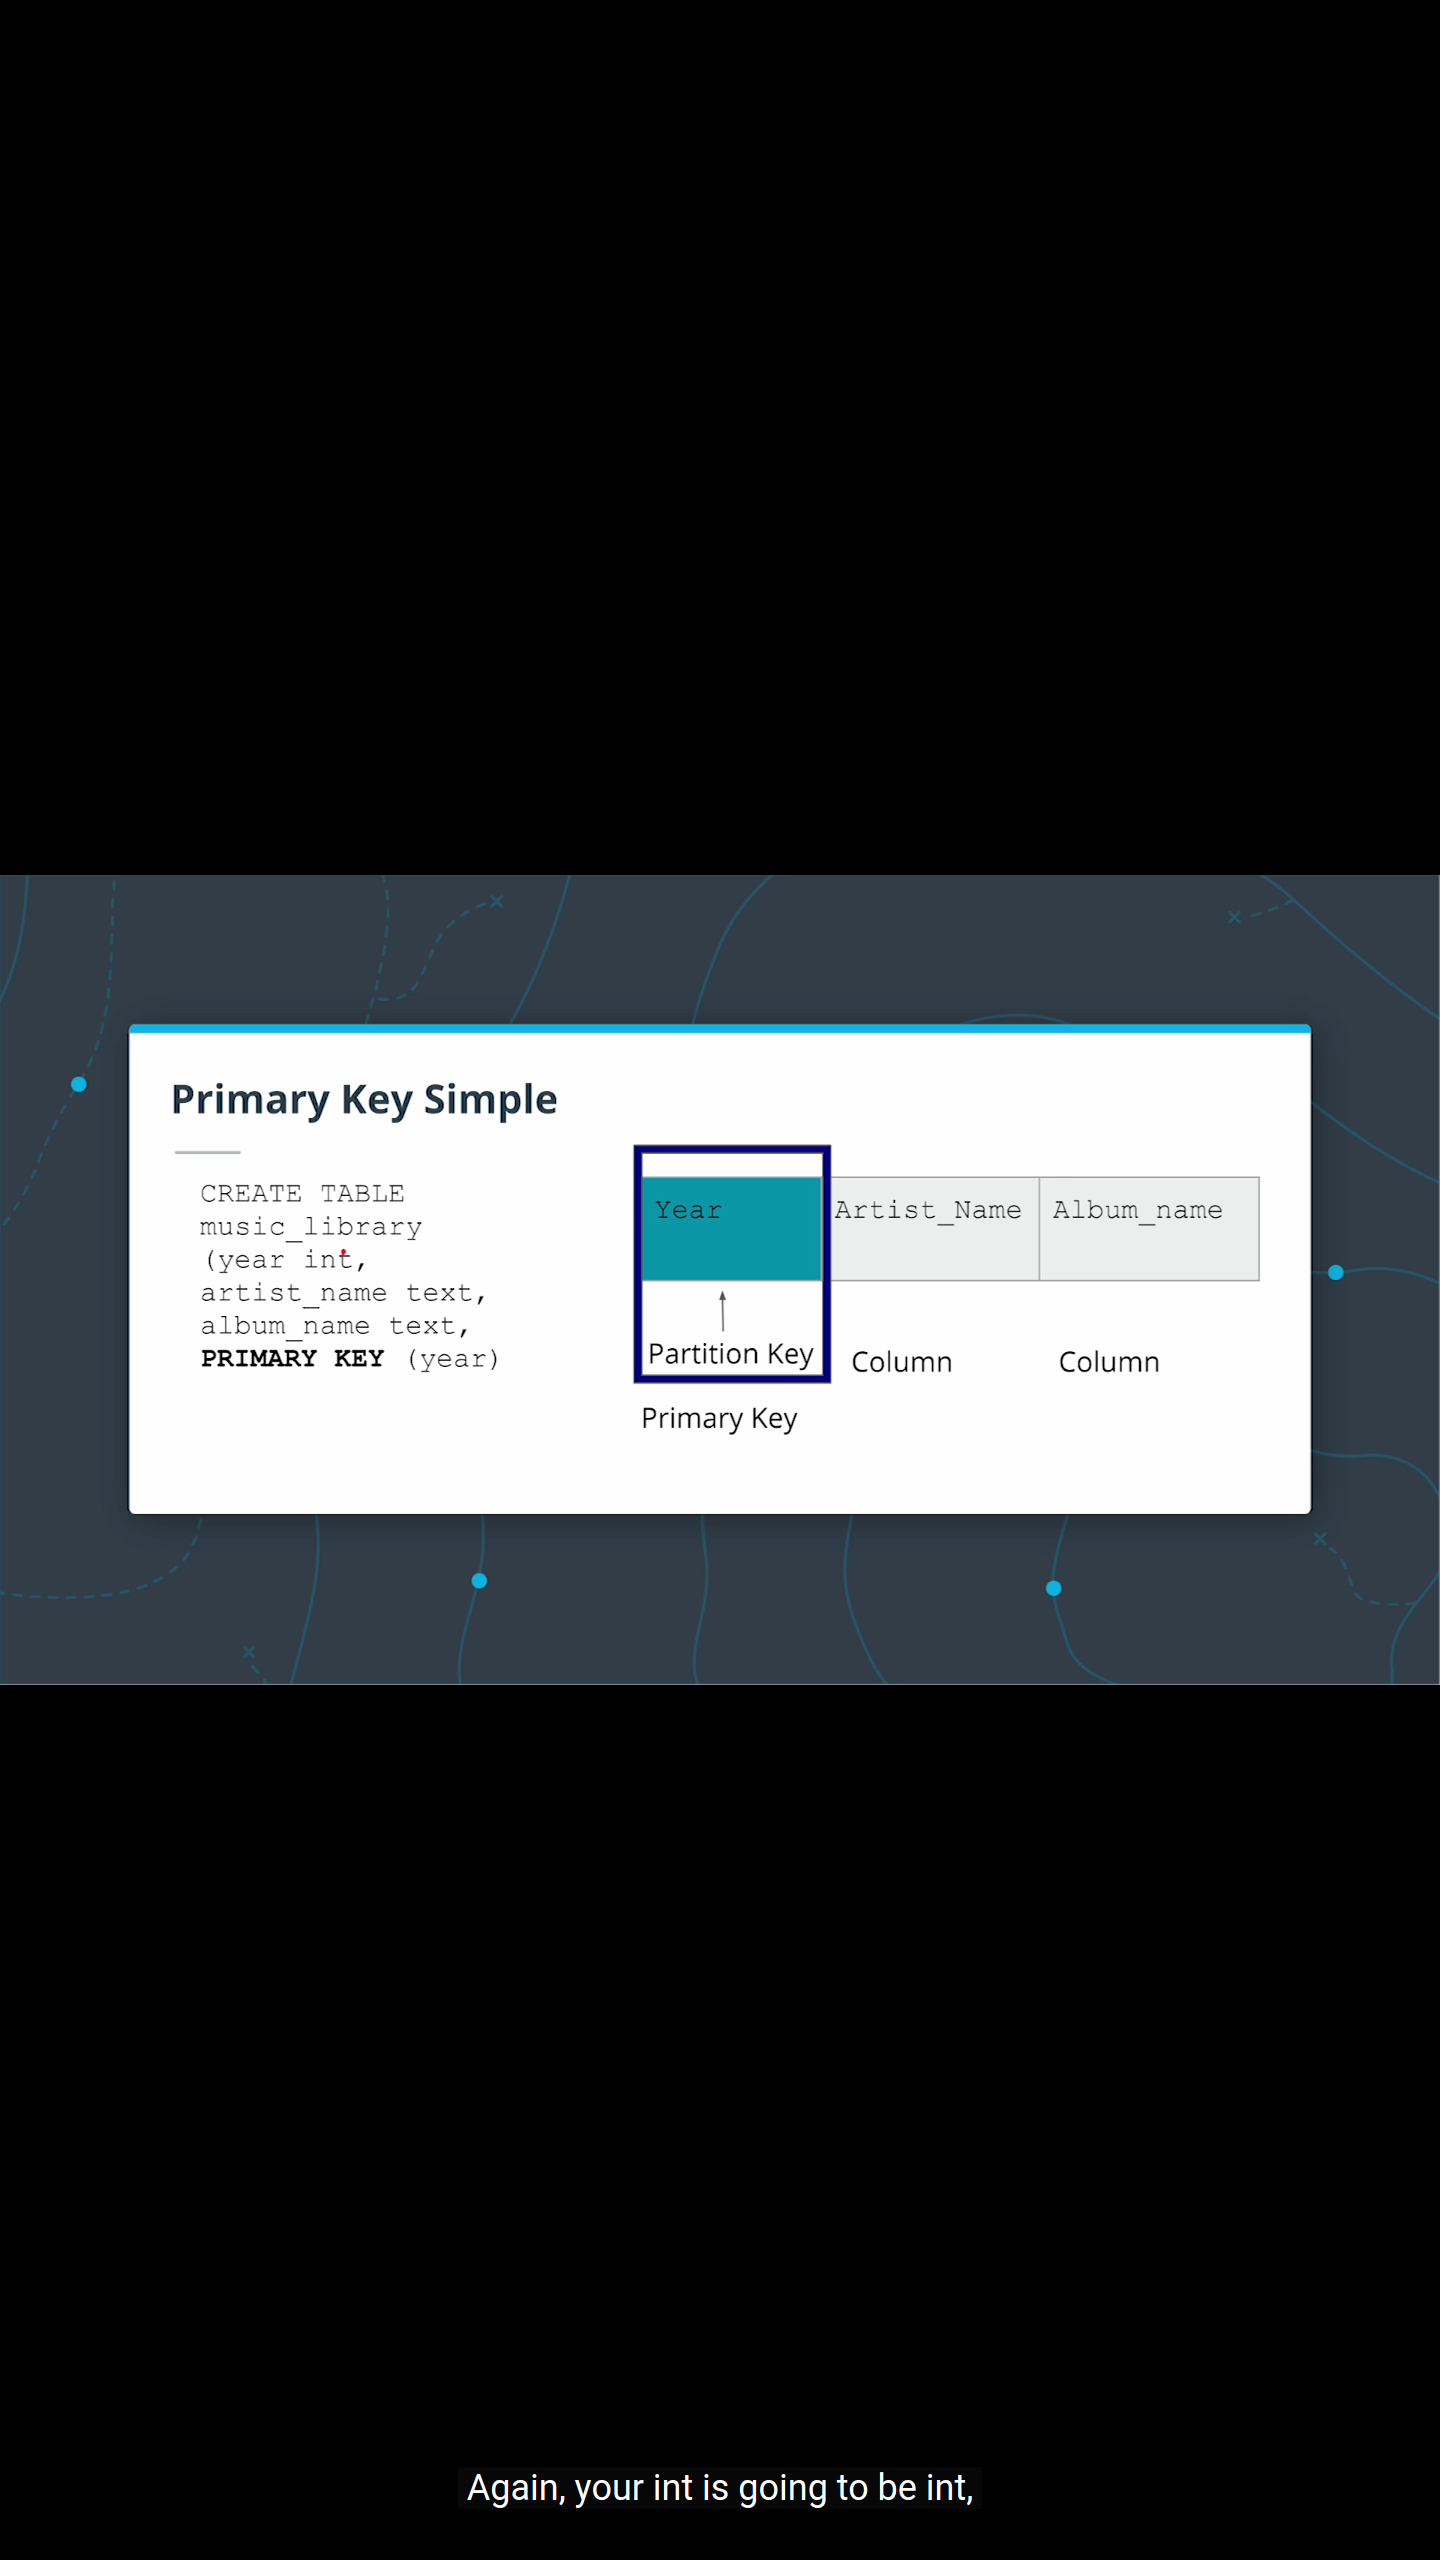 Primary Key Simple
CREATE TABLE
music_library
(year int,
artist_name text,
album_name text,
PRIMARY KEY (year)
Year
Artist_Name
Album_name
Partition Key
Column
Column
Primary Key
Again, your int is going to be int,